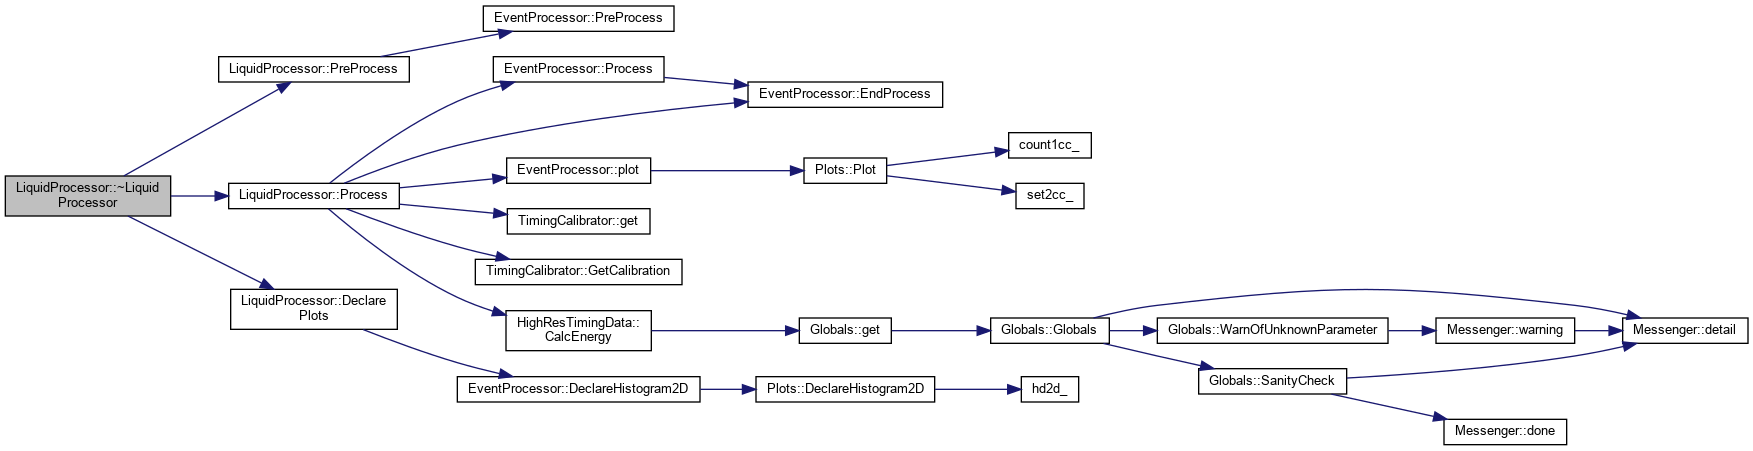 EventProcessor::PreProcess
LiquidProcessor::PreProcess
EventProcessor::Process
EventProcessor::EndProcess
count1cc_
EventProcessor::plot
Plots::Plot
LiquidProcessor::~Liquid
Processor
LiquidProcessor::Process
set2cc_
TimingCalibrator::get
TimingCalibrator::GetCalibration
LiquidProcessor::Declare
Plots
HighResTimingData::
CalcEnergy
Globals::get
Globals::Globals
Globals::WarnOfUnknownParameter
Messenger::warning
Messenger::detail
Globals::SanityCheck
EventProcessor::DeclareHistogram2D
Plots::DeclareHistogram2D
hd2d_
Messenger::done